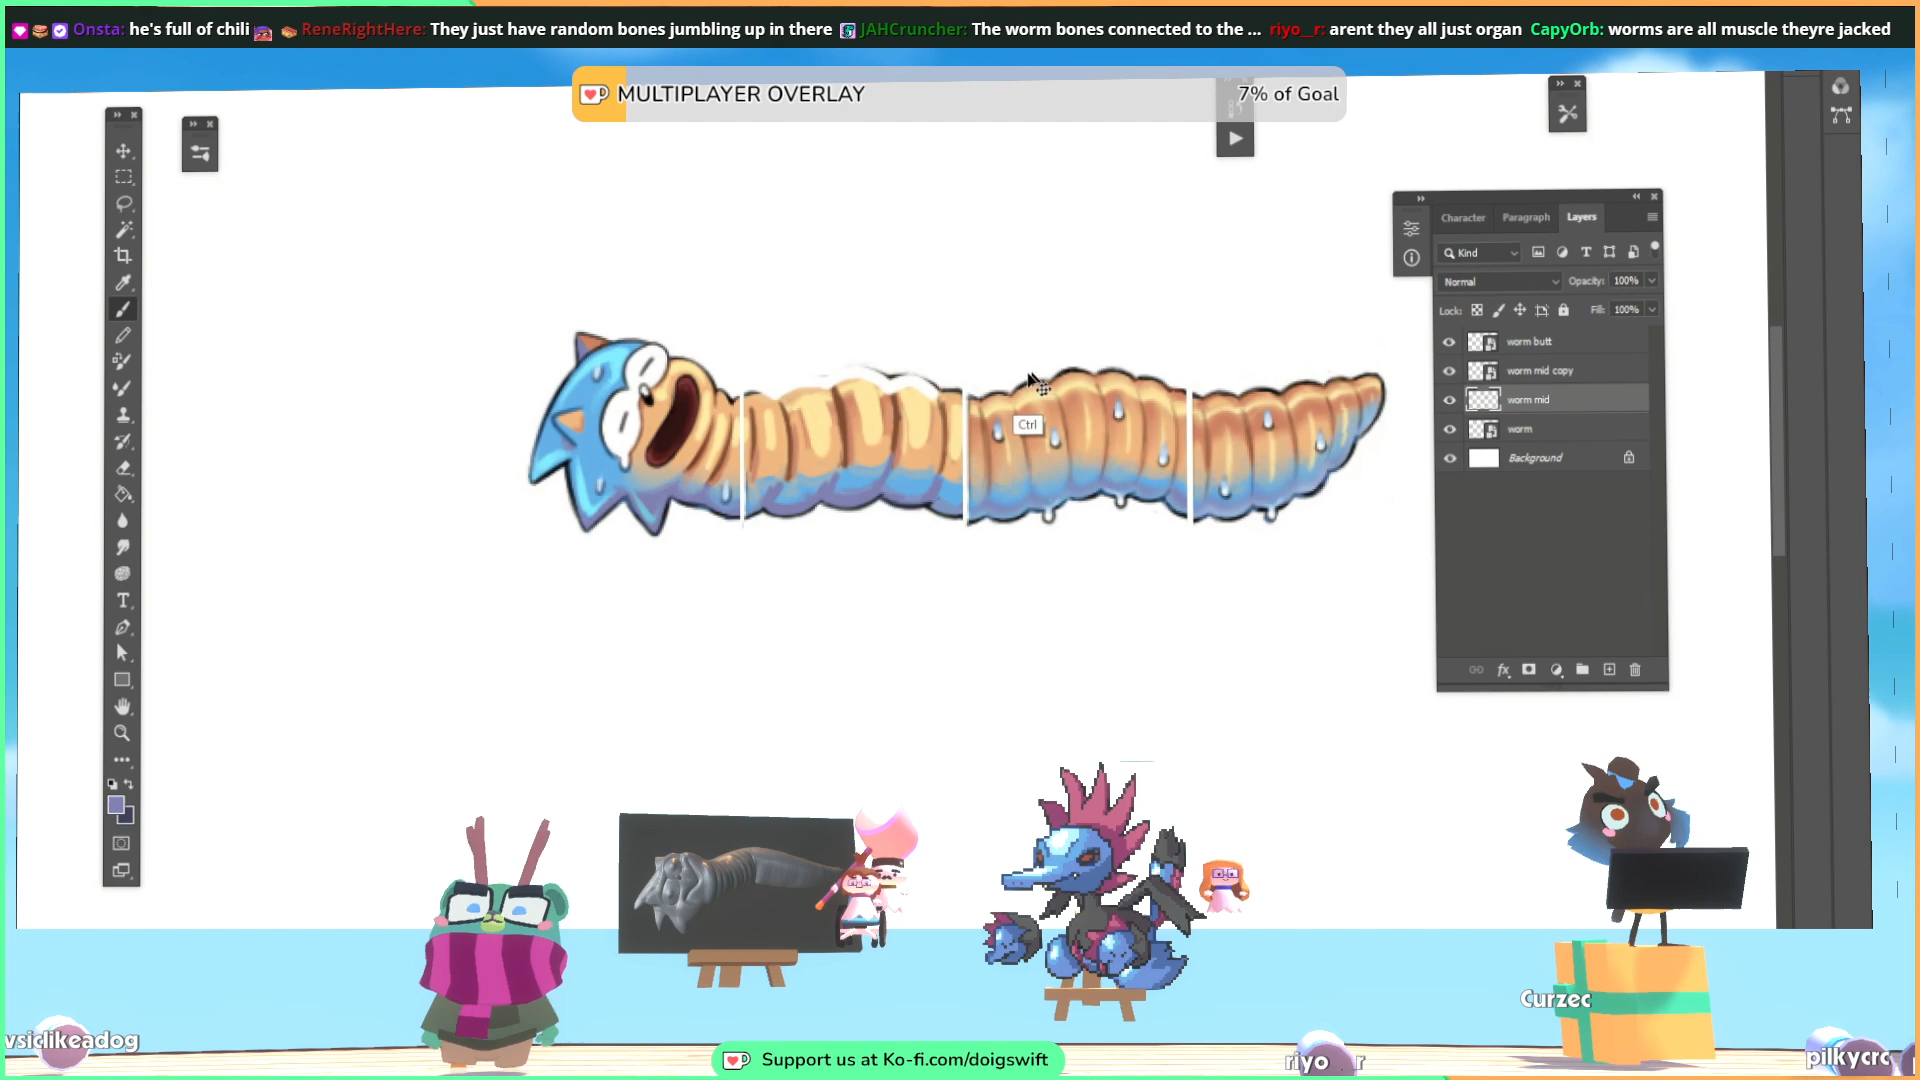 Onsta: he's full of chili ReneRightHere: They just have random bones jumbling up in there JAHCruncher: The worm bones connected to the ... riyo__r: arent they all just organ CapyOrb: worms are all muscle theyre jacked
MULTIPLAYER OVERLAY 7% of Goal
Character Paragraph Layers
Kind
Normal Opacity: 100%
Lock: Fill: 100%
worm butt
worm mid copy
worm mid
worm
Background
Ctrl
Curzec
vsiclikeadog
Support us at Ko-fi.com/doigswift
riyo__r
pilkycrc